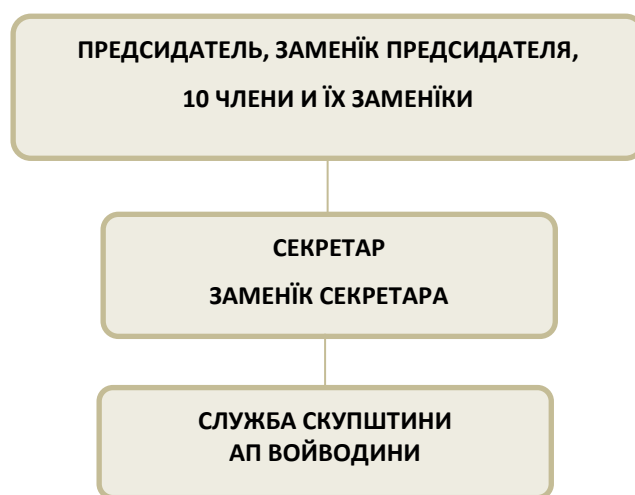 ПРЕДСИДАТЕЛЬ, ЗАМЕНЇК ПРЕДСИДАТЕЛЯ,
10 ЧЛЕНИ И ЇХ ЗАМЕНЇКИ
СЕКРЕТАР
ЗАМЕНЇК СЕКРЕТАРА
СЛУЖБА СКУПШТИНИ
АП ВОЙВОДИНИ